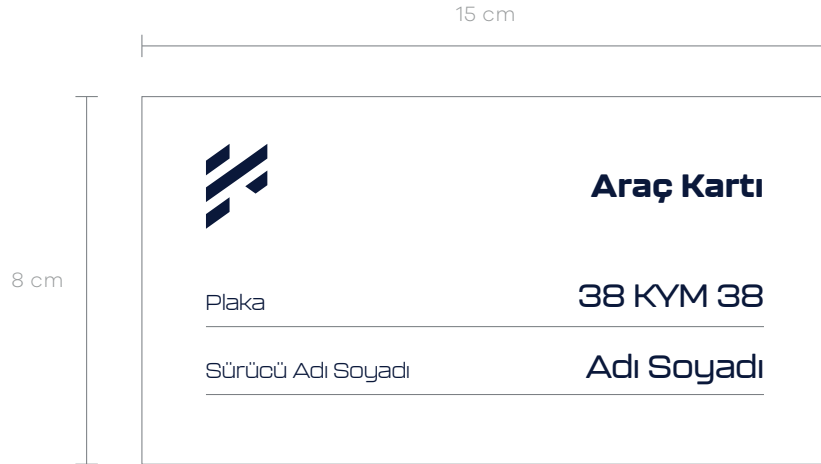 15 cm
Araç Kartı
8 cm
Plaka 38 KYM 38
Sürücü Adı Soyadı Adı Soyadı